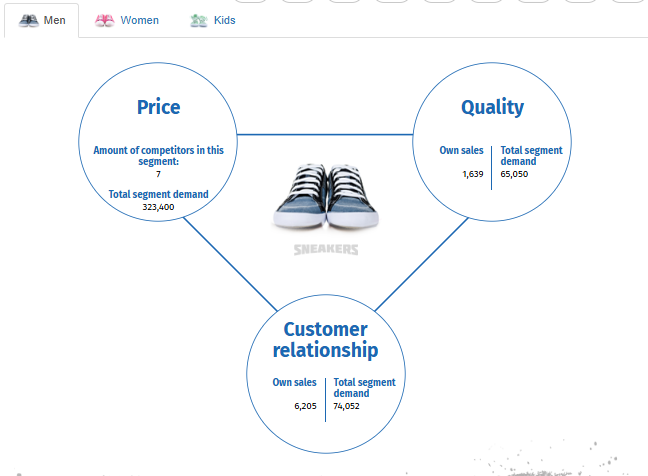 Men
Women
Kids
Price
Amount of competitors in this
segment:
7
Total segment demand
323,400
Quality
Own sales
1,639
Total segment
demand
65,050
SNEAKERS
Customer
relationship
Own sales
6,205
Total segment
demand
74,052